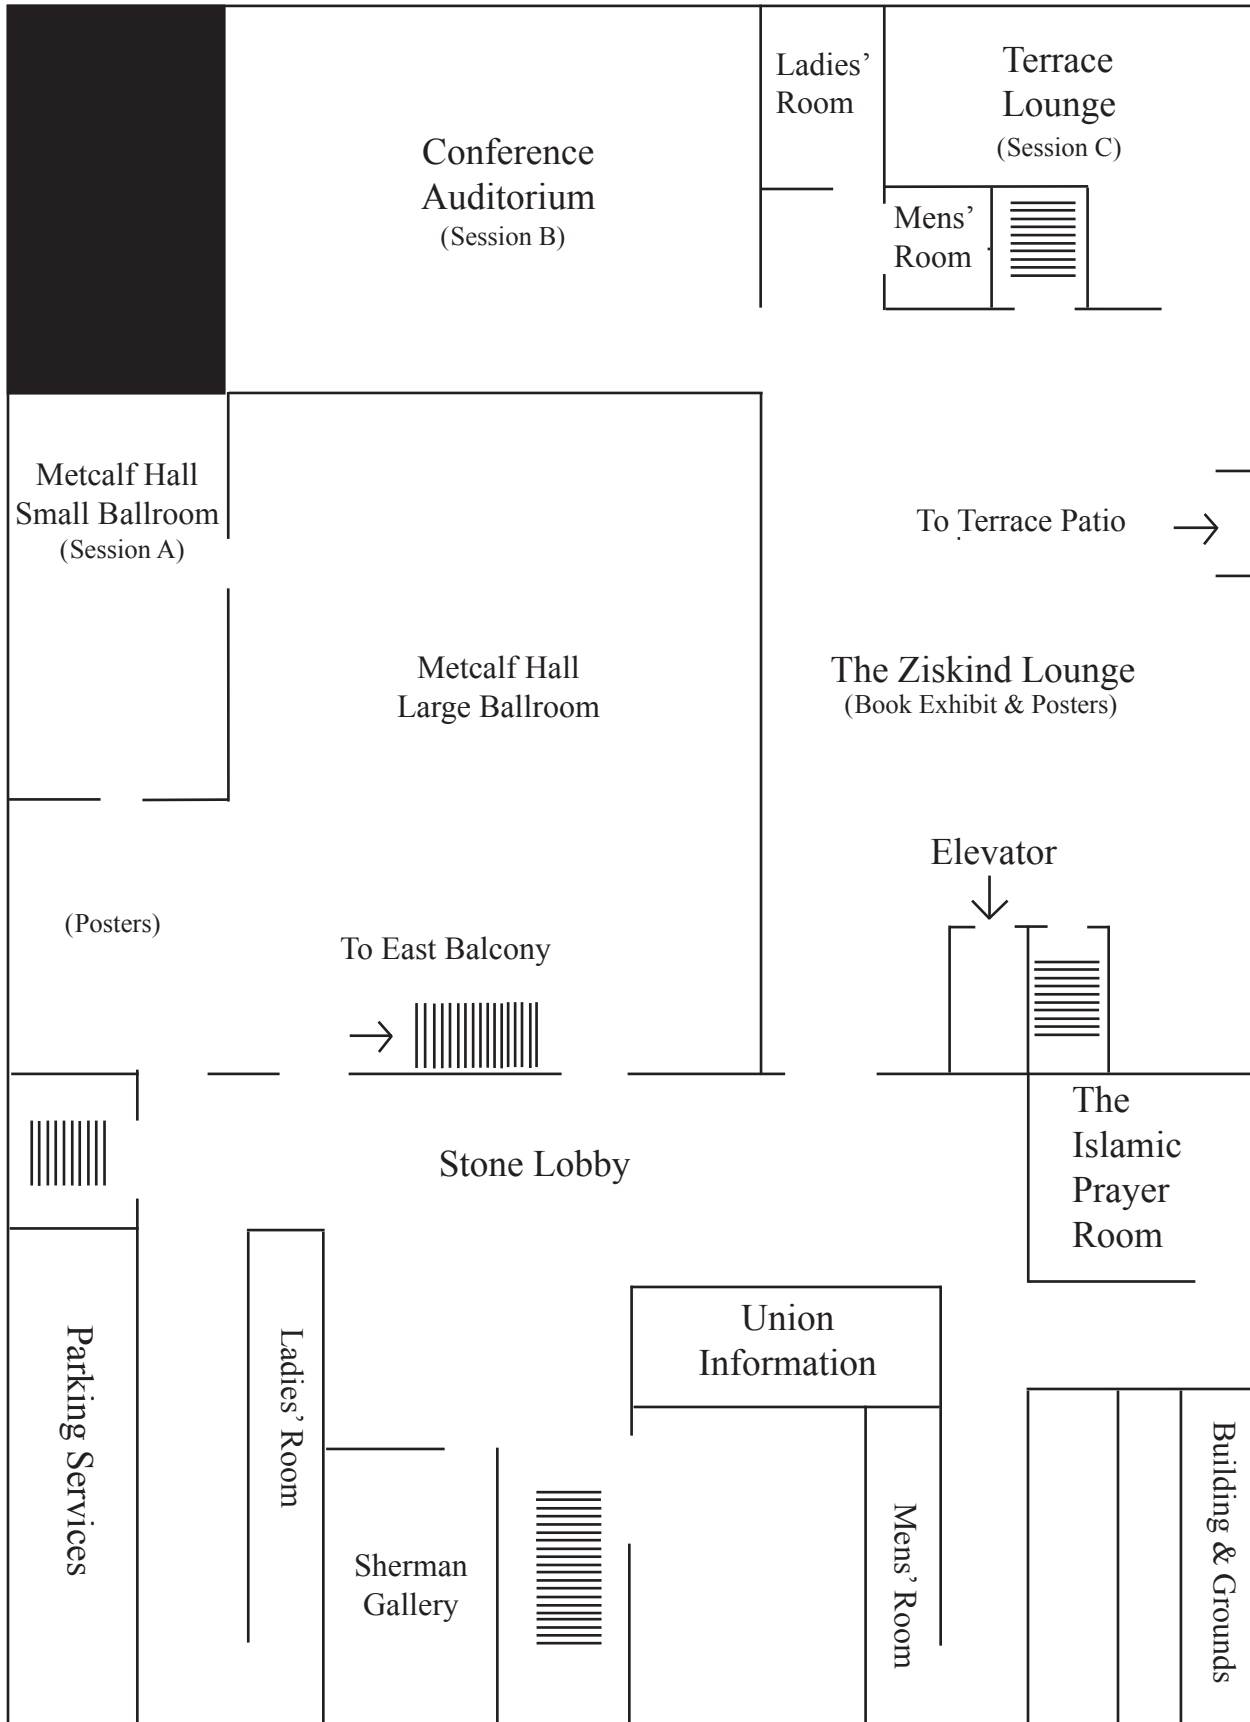 Ladies’
Room
Terrace
Lounge
(Session C)
Conference
Auditorium
(Session B)
Mens’
Room
Metcalf Hall
Small Ballroom
(Session A)
To Terrace Patio
Metcalf Hall
Large Ballroom
The Ziskind Lounge
(Book Exhibit & Posters)
Elevator
(Posters)
To East Balcony
The
Islamic
Prayer
Room
Stone Lobby
Union
Information
Parking Services
Ladies’ Room
Sherman
Gallery
Mens’ Room
Building & Grounds